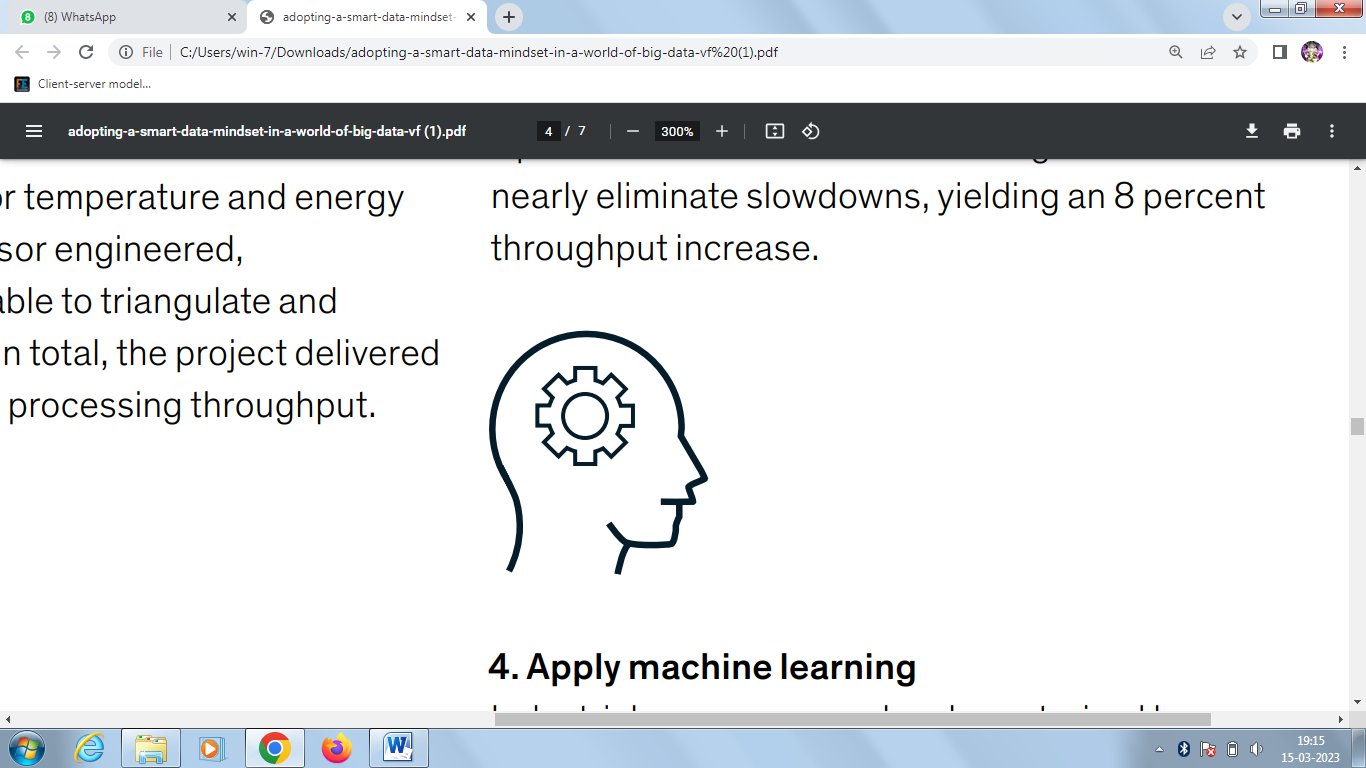 (8) WhatsApp
adopting-a-smart-data-mindset-
File
C:/Users/win-7/Downloads/adopting-a-smart-data-mindset-in-a-world-of-big-data-vf%20(1).pdf
Client-server model...
adopting-a-smart-data-mindset-in-a-world-of-big-data-vf (1).pdf
4 / 7
300%
or temperature and energy
sor engineered,
able to triangulate and
n total, the project delivered
processing throughput.
nearly eliminate slowdowns, yielding an 8 percent
throughput increase.
4. Apply machine learning
19:15
15-03-2023